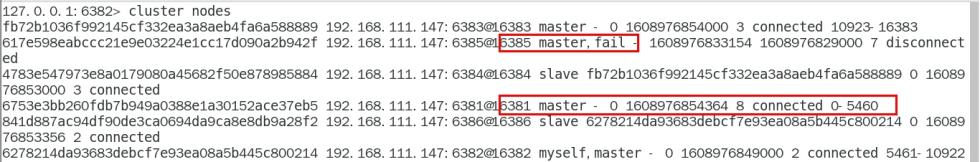 127.0.0.1:6382> cluster nodes
fb72b1036f992145cf332ea3a8aeb4fa6a588889 192.168.111.147:6383@16383 master - 0 1608976854000 3 connected 10923-16383
617e598eabccc21e9e03224e1cc17d090a2b942f 192.168.111.147:6385@16385 master,fail - 1608976833154 1608976829000 7 disconnect
ed
4783e547973e8a0179080a45682f50e878985884 192.168.111.147:6384@16384 slave fb72b1036f992145cf332ea3a8aeb4fa6a588889 0 16089
76853000 3 connected
6753e3bb260fdb7b949a0388e1a30152ace37eb5 192.168.111.147:6381@16381 master - 0 1608976854364 8 connected 0-5460
841d887ac94df90de3ca0694da9ca8e8db9a28f2 192.168.111.147:6386@16386 slave 6278214da93683debcf7e93ea08a5b445c800214 0 16089
76853356 2 connected
6278214da93683debcf7e93ea08a5b445c800214 192.168.111.147:6382@16382 myself,master - 0 1608976849000 2 connected 5461-10922